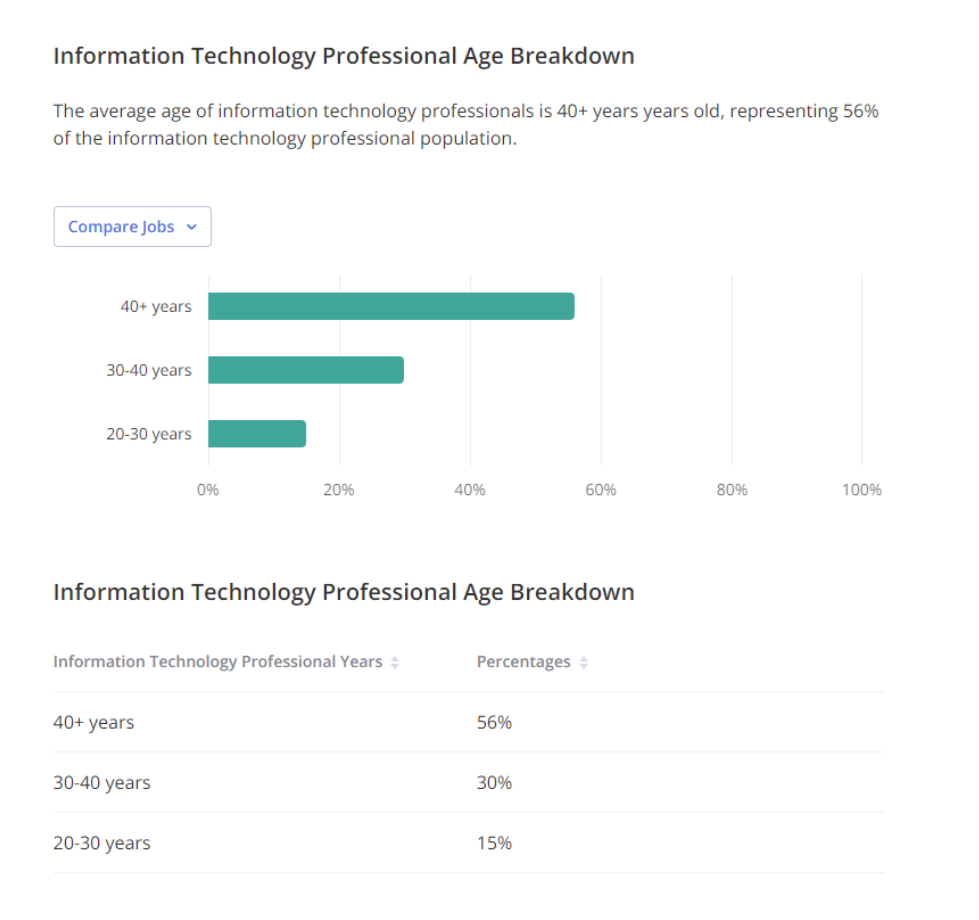 Information Technology Professional Age Breakdown
The average age of information technology professionals is 40+ years years old, representing 56%
of the information technology professional population.
Compare Jobs
40+ years
30-40 years
20-30 years
0% 20% 40% 60% 80% 100%
Information Technology Professional Age Breakdown
Information Technology Professional Years Percentages
40+ years 56%
30-40 years 30%
20-30 years 15%